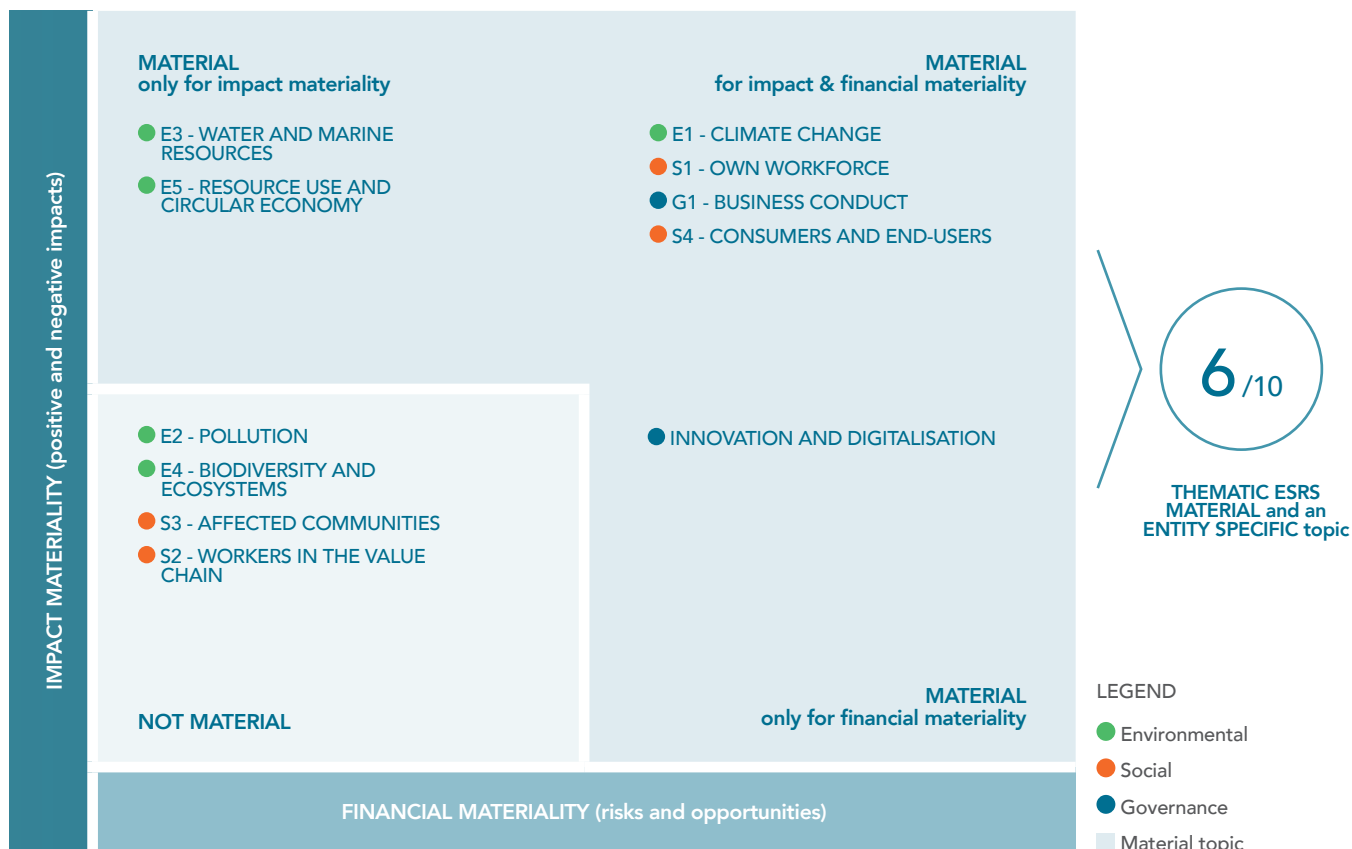 IMPACT MATERIALITY (positive and negative impacts)
MATERIAL
only for impact materiality
E3 - WATER AND MARINE
RESOURCES
E5 - RESOURCE USE AND
CIRCULAR ECONOMY
MATERIAL
for impact & financial materiality
E1 - CLIMATE CHANGE
S1 - OWN WORKFORCE
G1 - BUSINESS CONDUCT
S4 - CONSUMERS AND END-USERS
E2 - POLLUTION
E4 - BIODIVERSITY AND
ECOSYSTEMS
S3 - AFFECTED COMMUNITIES
S2 - WORKERS IN THE VALUE
CHAIN
NOT MATERIAL
INNOVATION AND DIGITALISATION
MATERIAL
only for financial materiality
FINANCIAL MATERIALITY (risks and opportunities)
6 /10
THEMATIC ESRS
MATERIAL and an
ENTITY SPECIFIC topic
LEGEND
Environmental
Social
Governance
Material topic